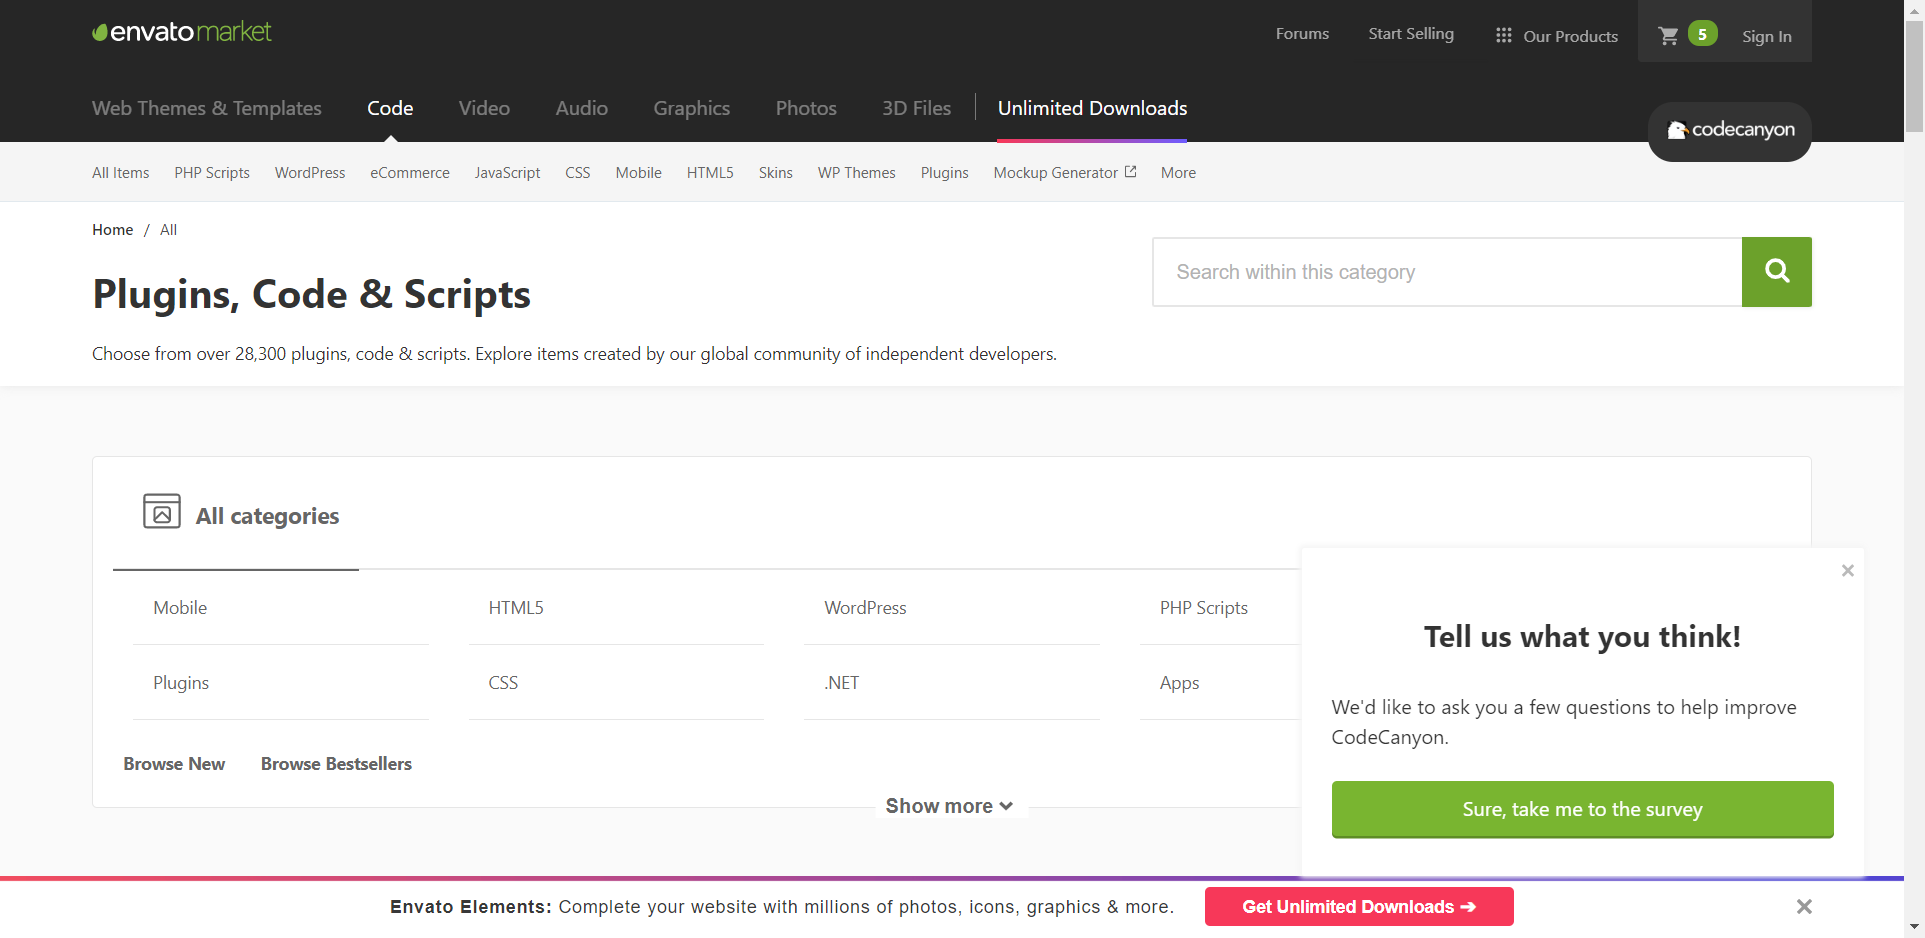 envato market
Forums
Start Selling
Our Products
5
Sign In
Web Themes & Templates
Code
Video
Audio
Graphics
Photos
3D Files
Unlimited Downloads
codecanyon
All Items
PHP Scripts
WordPress
eCommerce
JavaScript
CSS
Mobile
HTML5
Skins
WP Themes
Plugins
Mockup Generator
More
Home / All
Search within this category
Plugins, Code & Scripts
Choose from over 28,300 plugins, code & scripts. Explore items created by our global community of independent developers.
All categories
Mobile
HTML5
WordPress
PHP Scripts
Plugins
CSS
.NET
Apps
Browse New
Browse Bestsellers
Show more
Tell us what you think!
We'd like to ask you a few questions to help improve
CodeCanyon.
Sure, take me to the survey
Envato Elements: Complete your website with millions of photos, icons, graphics & more.
Get Unlimited Downloads ➔